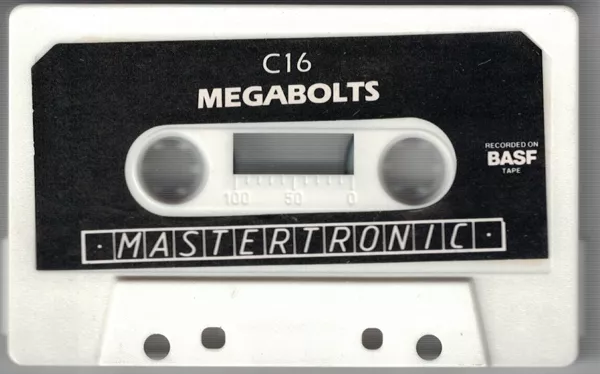 C16
MEGABOLTS
RECORDED ON
BASF
TAPE
100 50 0
· MASTERTRONIC ·